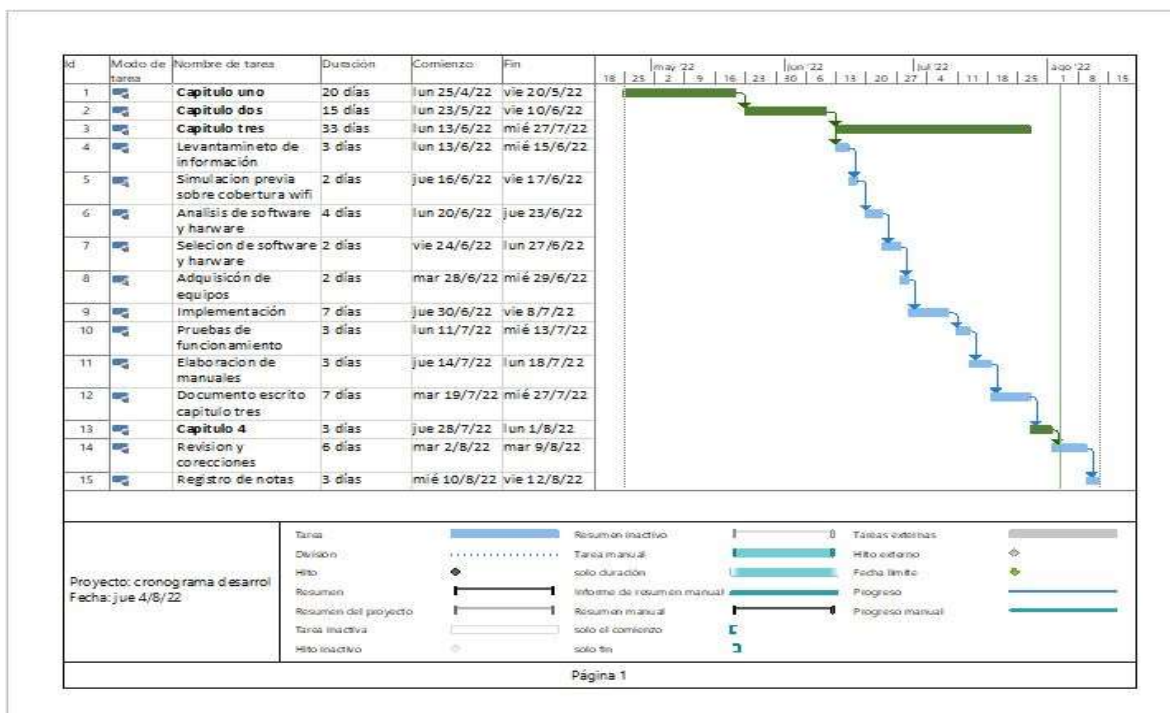 Id Modo de Nombre de tarea Duración Comienzo Fin
tarea
may '22 jun '22 jul '22 ago '22
18 25 2 9 16 23 30 6 13 20 27 4 11 18 25 1 8 15
1 Capitulo uno 20 días lun 25/4/22 vie 20/5/22
2 Capitulo dos 15 días lun 23/5/22 vie 10/6/22
3 Capitulo tres 33 días lun 13/6/22 mié 27/7/22
4 Levantamineto de 3 días lun 13/6/22 mié 15/6/22
información
5 Simulacion previa 2 días jue 16/6/22 vie 17/6/22
sobre cobertura wifi
6 Analisis de software 4 días lun 20/6/22 jue 23/6/22
y harware
7 Selecion de software 2 días vie 24/6/22 lun 27/6/22
y harware
8 Adquisicón de 2 días mar 28/6/22 mié 29/6/22
equipos
9 Implementación 7 días jue 30/6/22 vie 8/7/22
10 Pruebas de 3 días lun 11/7/22 mié 13/7/22
funcionamiento
11 Elaboracion de 3 días jue 14/7/22 lun 18/7/22
manuales
12 Documento escrito 7 días mar 19/7/22 mié 27/7/22
capitulo tres
13 Capitulo 4 3 días jue 28/7/22 lun 1/8/22
14 Revision y 6 días mar 2/8/22 mar 9/8/22
corecciones
15 Registro de notas 3 días mié 10/8/22 vie 12/8/22
Proyecto: cronograma desarrol
Fecha: jue 4/8/22
Tarea Resumen inactivo Tareas externas
División Tarea manual Hito externo
Hito solo duración Fecha límite
Resumen Informe de resumen manual Progreso
Resumen del proyecto Resumen manual Progreso manual
Tarea inactiva solo el comienzo
Hito inactivo solo fin
Página 1